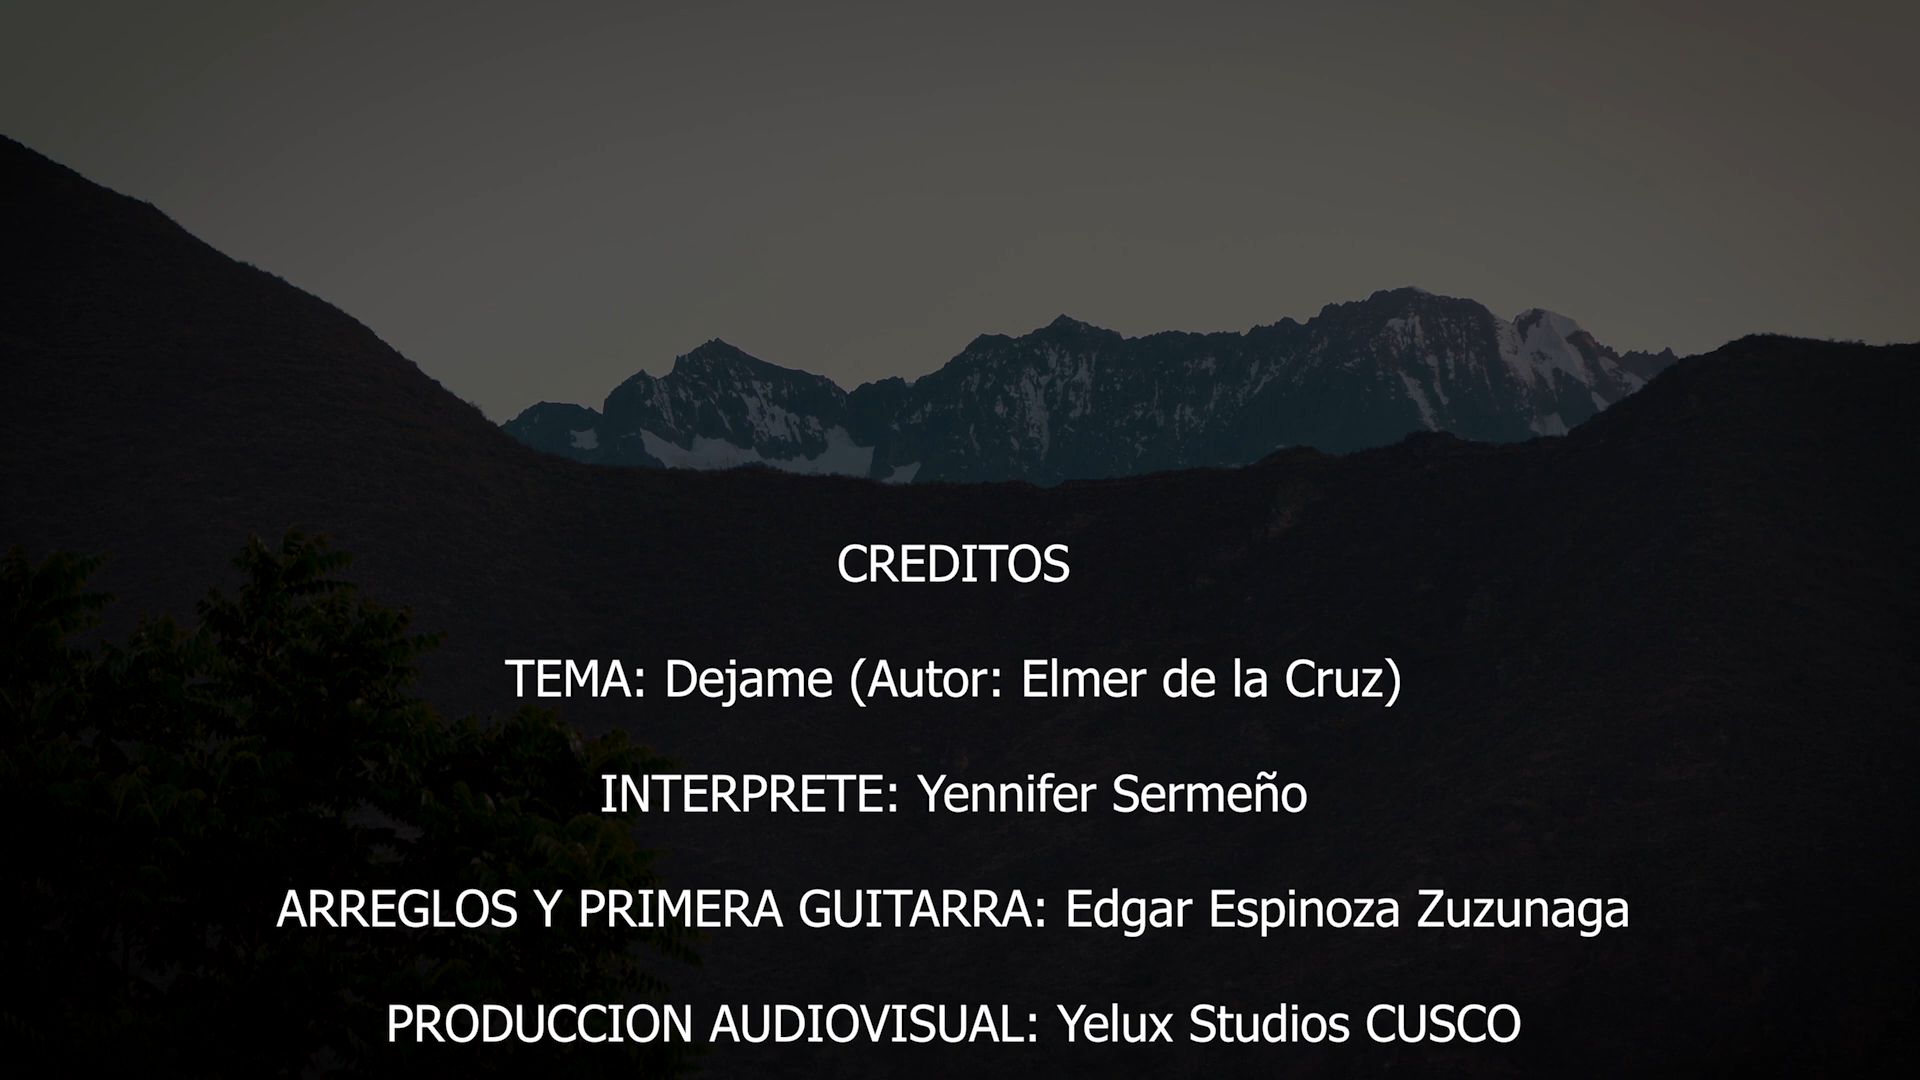 CREDITOS
TEMA: Dejame (Autor: Elmer de la Cruz)
INTERPRETE: Yennifer Sermeño
ARREGLOS Y PRIMERA GUITARRA: Edgar Espinoza Zuzunaga
PRODUCCION AUDIOVISUAL: Yelux Studios CUSCO